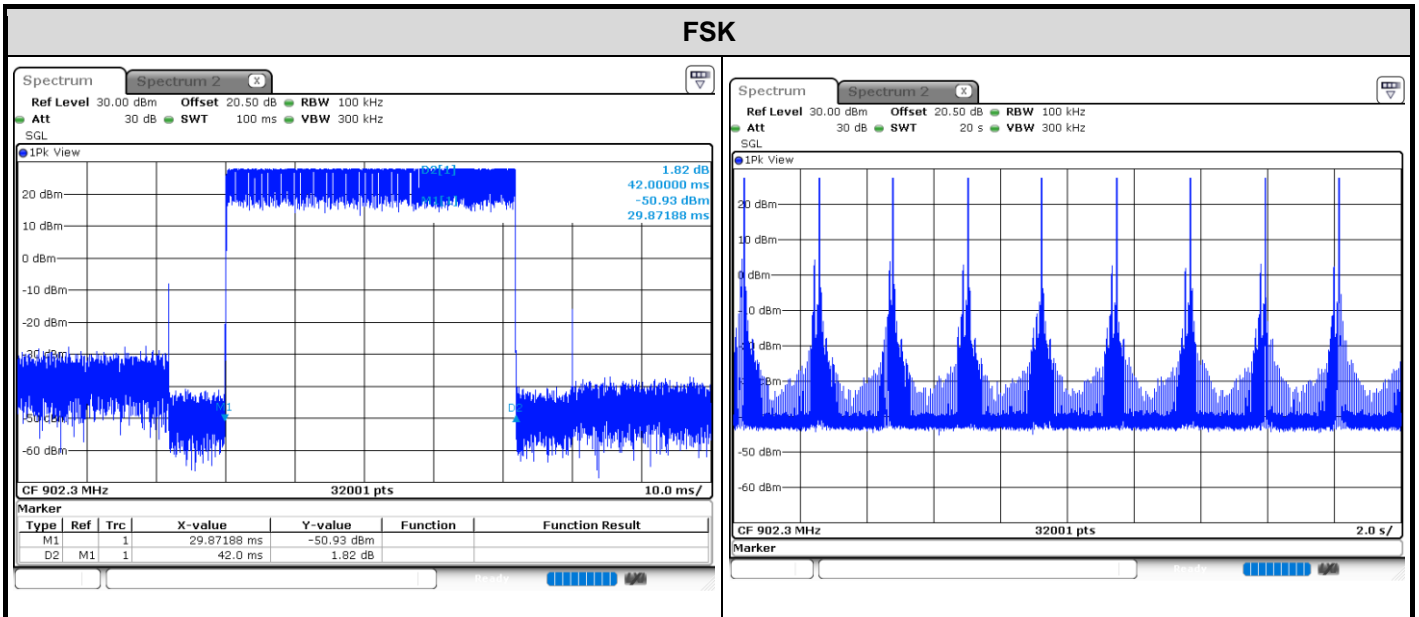 FSK
Spectrum Spectrum 2 X
Ref Level 30.00 dBm Offset 20.50 dB RBW 100 kHz
Att 30 dB SWT 100 ms VBW 300 kHz
SGL
1Pk View
D2[1] 1.82 dB
42.00000 ms
-50.93 dBm
29.87188 ms
20 dBm
10 dBm
0 dBm
-10 dBm
-20 dBm
M1 D2
-60 dBm
CF 902.3 MHz 32001 pts 10.0 ms/
Marker
Type Ref Trc X-value Y-value Function Function Result
M1 1 29.87188 ms -50.93 dBm
D2 M1 1 42.0 ms 1.82 dB
Ready
Spectrum Spectrum 2 X
Ref Level 30.00 dBm Offset 20.50 dB RBW 100 kHz
Att 30 dB SWT 20 s VBW 300 kHz
SGL
1Pk View
20 dBm
10 dBm
0 dBm
-50 dBm
-60 dBm
CF 902.3 MHz 32001 pts 2.0 s/
Marker
Ready